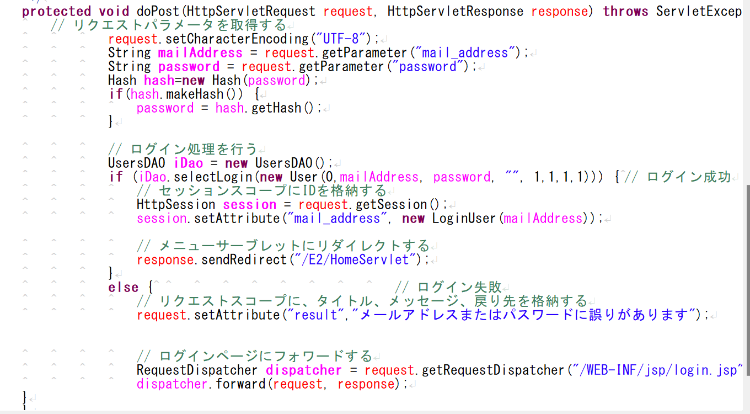 protected void doPost(HttpServletRequest request, HttpServletResponse response) throws ServletExcep
// リクエストパラメータを取得する
request.setCharacterEncoding("UTF-8");
String mailAddress = request.getParameter("mail_address");
String password = request.getParameter("password");
Hash hash=new Hash(password);
if(hash.makeHash()) {
password = hash.getHash();
}
// ログイン処理を行う
UsersDAO iDao = new UsersDAO();
if (iDao.selectLogin(new User(0,mailAddress, password, "", 1,1,1,1))) { // ログイン成功
// セッションスコープにIDを格納する
HttpSession session = request.getSession();
session.setAttribute("mail_address", new LoginUser(mailAddress));
// メニューサーブレットにリダイレクトする
response.sendRedirect("/E2/HomeServlet");
}
else { // ログイン失敗
// リクエストスコープに、タイトル、メッセージ、戻り先を格納する
request.setAttribute("result","メールアドレスまたはパスワードに誤りがあります");
// ログインページにフォワードする
RequestDispatcher dispatcher = request.getRequestDispatcher("/WEB-INF/jsp/login.jsp"
dispatcher.forward(request, response);
}